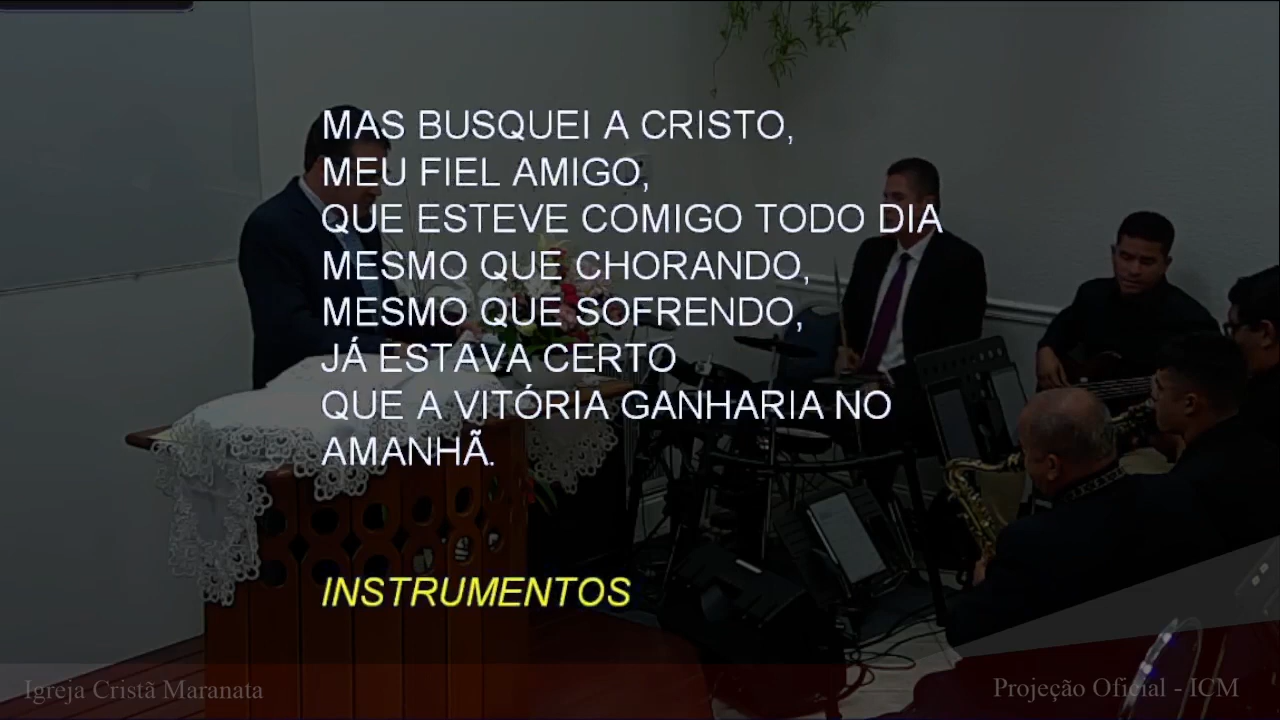 MAS BUSQUEI A CRISTO,
MEU FIEL AMIGO,
QUE ESTEVE COMIGO TODO DIA
MESMO QUE CHORANDO,
MESMO QUE SOFRENDO,
JÁ ESTAVA CERTO
QUE A VITÓRIA GANHARIA NO
AMANHÃ.
INSTRUMENTOS
Igreja Cristã Maranata
Projeção Oficial - ICM